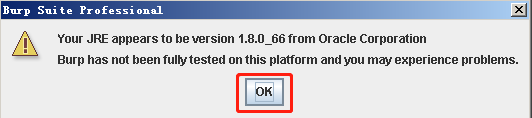 Burp Suite Professional
Your JRE appears to be version 1.8.0_66 from Oracle Corporation
Burp has not been fully tested on this platform and you may experience problems.
OK